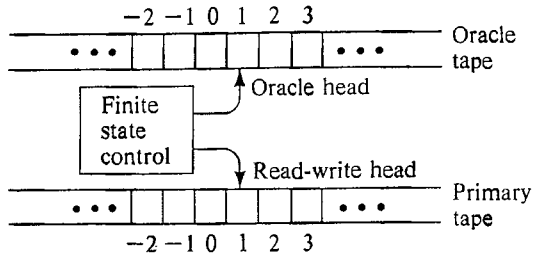 −2 −1 0 1 2 3
Oracle
tape
Finite
state
control
Oracle head
Read-write head
Primary
tape
−2 −1 0 1 2 3